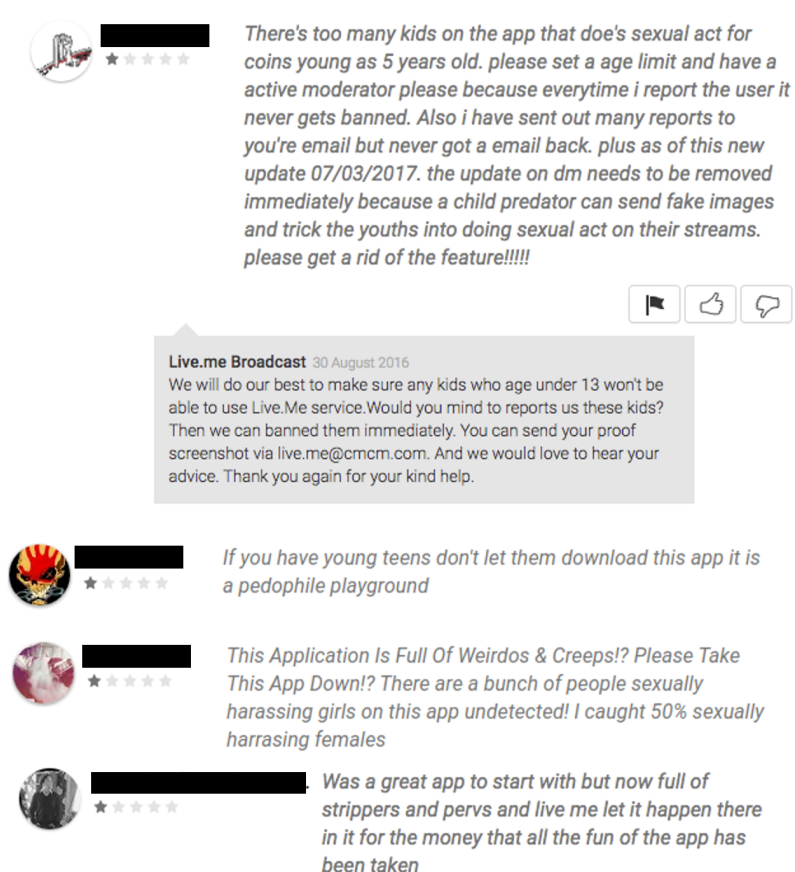 There's too many kids on the app that doe's sexual act for
coins young as 5 years old. please set a age limit and have a
active moderator please because everytime i report the user it
never gets banned. Also i have sent out many reports to
you're email but never got a email back. plus as of this new
update 07/03/2017. the update on dm needs to be removed
immediately because a child predator can send fake images
and trick the youths into doing sexual act on their streams.
please get a rid of the feature!!!!!
Live.me Broadcast 30 August 2016
We will do our best to make sure any kids who age under 13 won't be
able to use Live.Me service.Would you mind to reports us these kids?
Then we can banned them immediately. You can send your proof
screenshot via live.me@cmcm.com. And we would love to hear your
advice. Thank you again for your kind help.
If you have young teens don't let them download this app it is
a pedophile playground
This Application Is Full Of Weirdos & Creeps!? Please Take
This App Down!? There are a bunch of people sexually
harassing girls on this app undetected! I caught 50% sexually
harrasing females
Was a great app to start with but now full of
strippers and pervs and live me let it happen there
in it for the money that all the fun of the app has
been taken